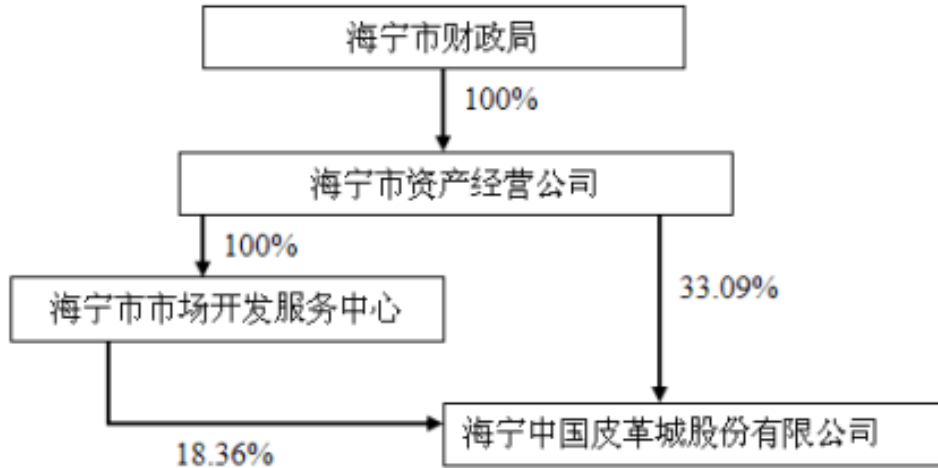 海宁市财政局
100%
海宁市资产经营公司
100%
33.09%
海宁市市场开发服务中心
海宁中国皮革城股份有限公司
18.36%